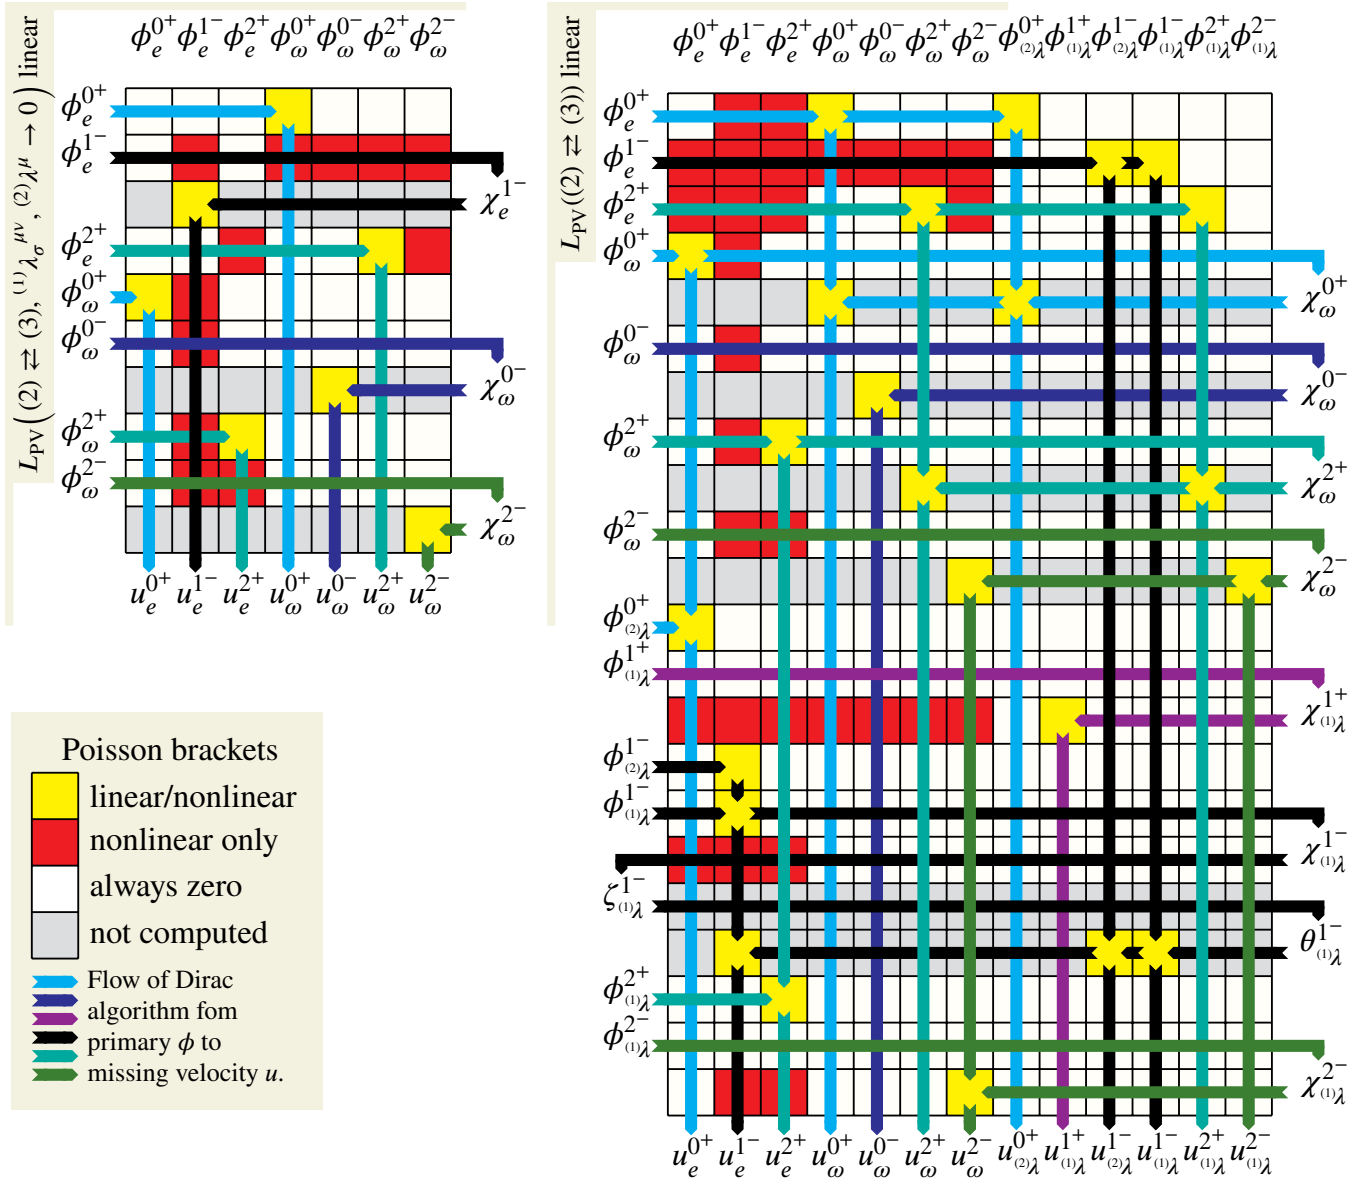 L_PV((2) ⇄ (3), ^(1)λ_σ^μν, ^(2)λ^μ → 0) linear
ϕ_e^0+ ϕ_e^1− ϕ_e^2+ ϕ_ω^0+ ϕ_ω^0− ϕ_ω^2+ ϕ_ω^2−
ϕ_e^0+
ϕ_e^1−
χ_e^1−
ϕ_e^2+
ϕ_ω^0+
ϕ_ω^0−
χ_ω^0−
ϕ_ω^2+
ϕ_ω^2−
χ_ω^2−
u_e^0+ u_e^1− u_e^2+ u_ω^0+ u_ω^0− u_ω^2+ u_ω^2−
Poisson brackets
linear/nonlinear
nonlinear only
always zero
not computed
Flow of Dirac
algorithm fom
primary ϕ to
missing velocity u.
L_PV((2) ⇄ (3)) linear
ϕ_e^0+ ϕ_e^1− ϕ_e^2+ ϕ_ω^0+ ϕ_ω^0− ϕ_ω^2+ ϕ_ω^2− ϕ_(2)λ^0+ ϕ_(1)λ^1+ ϕ_(2)λ^1− ϕ_(1)λ^1− ϕ_(1)λ^2+ ϕ_(1)λ^2−
ϕ_e^0+
ϕ_e^1−
ϕ_e^2+
ϕ_ω^0+
χ_ω^0+
ϕ_ω^0−
χ_ω^0−
ϕ_ω^2+
χ_ω^2+
ϕ_ω^2−
χ_ω^2−
ϕ_(2)λ^0+
ϕ_(1)λ^1+
χ_(1)λ^1+
ϕ_(2)λ^1−
ϕ_(1)λ^1−
χ_(1)λ^1−
ζ_(1)λ^1−
θ_(1)λ^1−
ϕ_(1)λ^2+
ϕ_(1)λ^2−
χ_(1)λ^2−
u_e^0+ u_e^1− u_e^2+ u_ω^0+ u_ω^0− u_ω^2+ u_ω^2− u_(2)λ^0+ u_(1)λ^1+ u_(2)λ^1− u_(1)λ^1− u_(1)λ^2+ u_(1)λ^2−